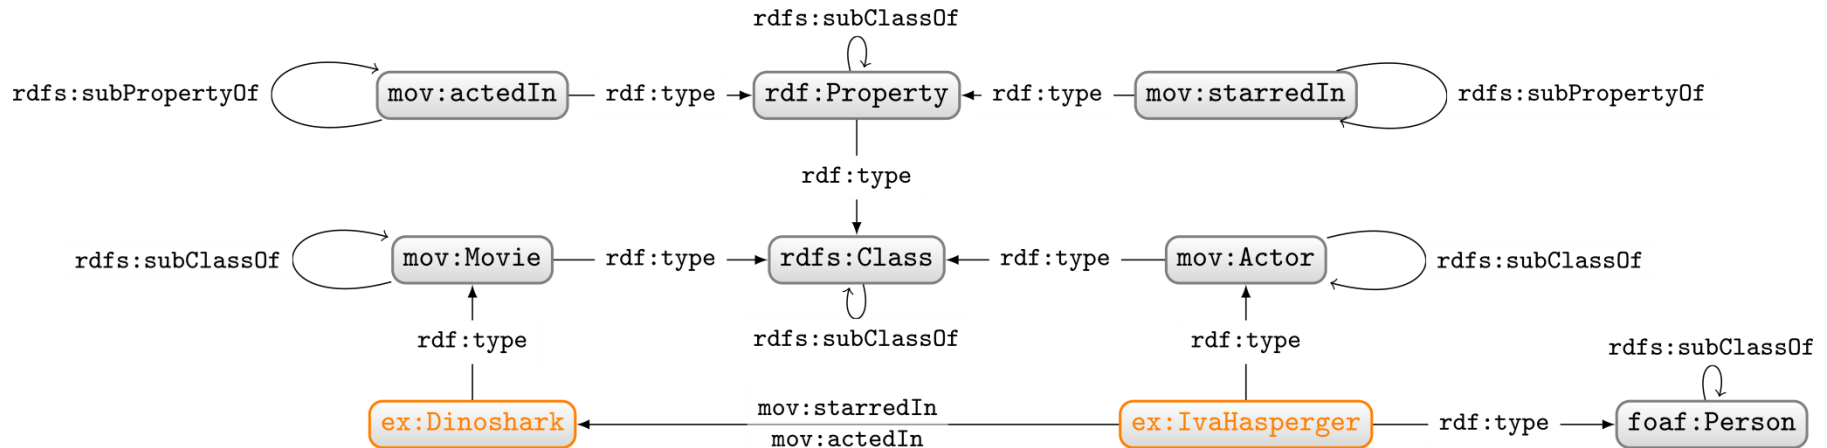 rdfs:subClassOf
rdfs:subPropertyOf mov:actedIn rdf:type rdf:Property rdf:type mov:starredIn rdfs:subPropertyOf
rdf:type
rdfs:subClassOf mov:Movie rdf:type rdfs:Class rdf:type mov:Actor rdfs:subClassOf
rdf:type rdfs:subClassOf rdf:type rdfs:subClassOf
mov:starredIn
ex:Dinoshark ex:IvaHasperger rdf:type foaf:Person
mov:actedIn